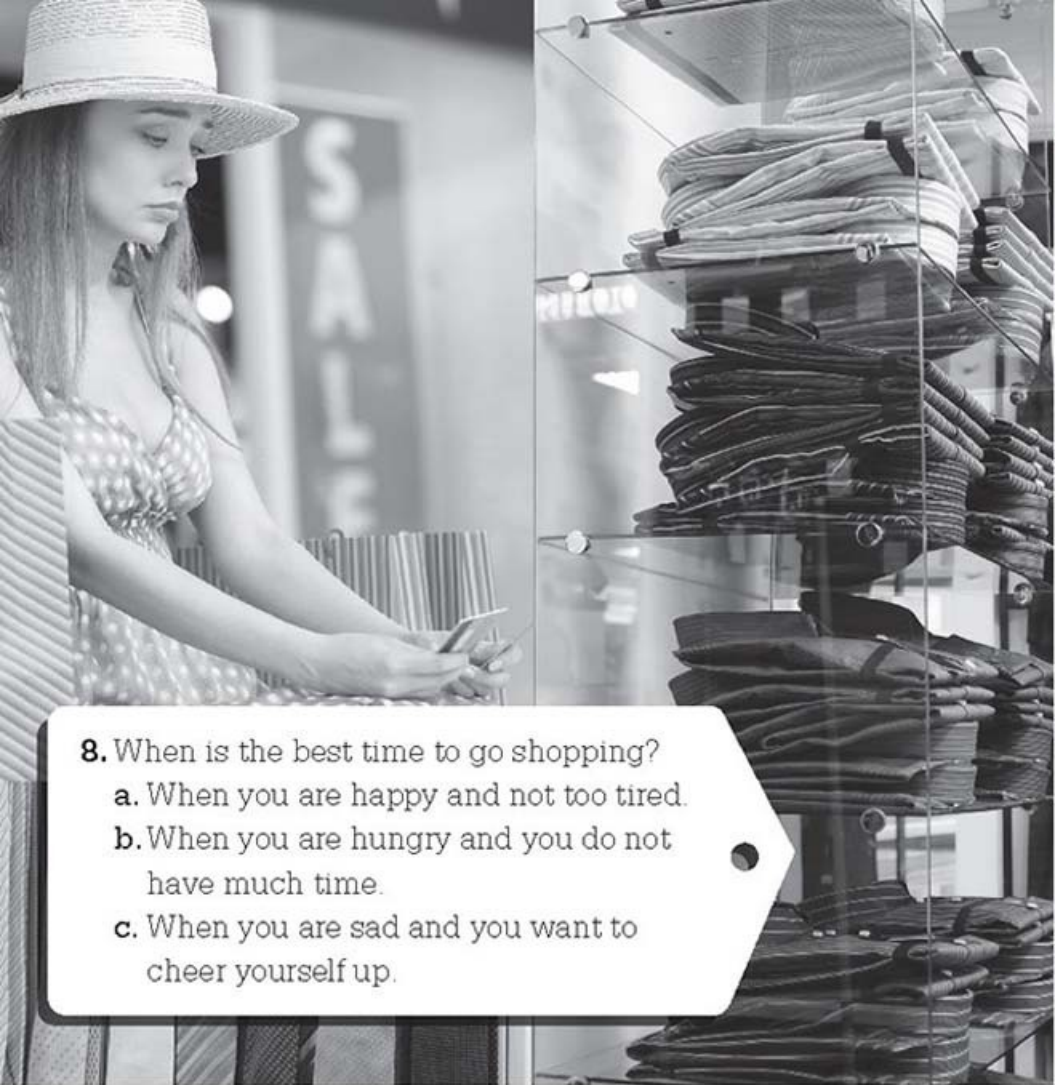 SALE
8. When is the best time to go shopping?
a. When you are happy and not too tired.
b. When you are hungry and you do not
have much time.
c. When you are sad and you want to
cheer yourself up.